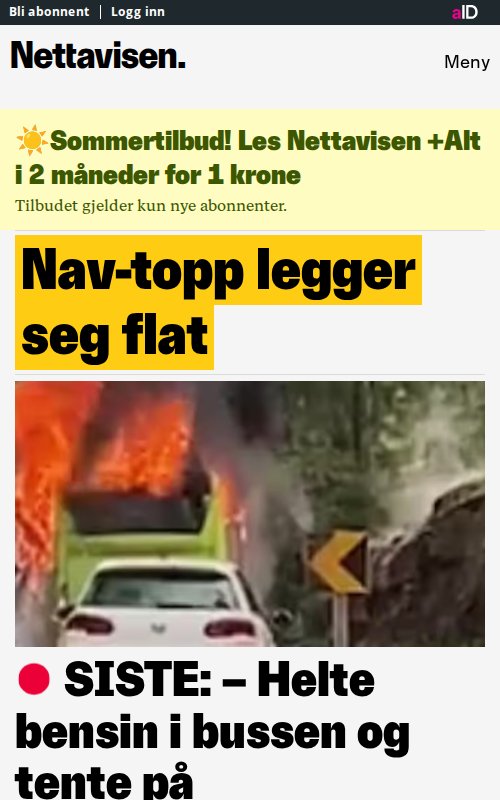 Bli abonnent | Logg inn
aID
Nettavisen.
Meny
Sommertilbud! Les Nettavisen +Alt
i 2 måneder for 1 krone
Tilbudet gjelder kun nye abonnenter.
Nav-topp legger
seg flat
SISTE: – Helte
bensin i bussen og
tente på